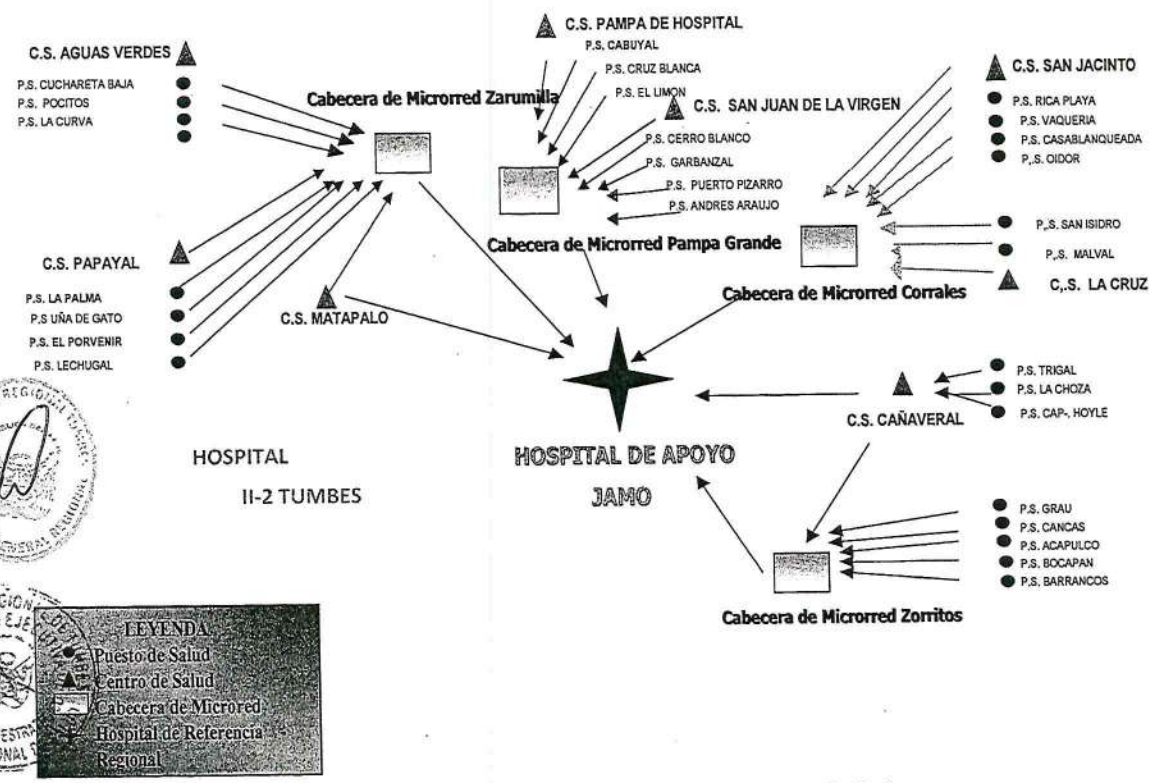 C.S. AGUAS VERDES
P.S. CUCHARETA BAJA
P.S. POCITOS
P.S. LA CURVA
Cabecera de Microrred Zarumilla
C.S. PAMPA DE HOSPITAL
P.S. CABUYAL
P.S. CRUZ BLANCA
P.S. EL LIMON
C.S. SAN JUAN DE LA VIRGEN
P.S. CERRO BLANCO
P.S. GARBANZAL
P.S. PUERTO PIZARRO
P.S. ANDRES ARAUJO
Cabecera de Microrred Pampa Grande
C.S. SAN JACINTO
P.S. RICA PLAYA
P.S. VAQUERIA
P.S. CASABLANQUEADA
P,.S. OIDOR
P,.S. SAN ISIDRO
P,.S. MALVAL
C,.S. LA CRUZ
Cabecera de Microrred Corrales
C.S. PAPAYAL
P.S. LA PALMA
P.S UÑA DE GATO
P.S. EL PORVENIR
P.S. LECHUGAL
C.S. MATAPALO
P.S. TRIGAL
P.S. LA CHOZA
P.S. CAP-. HOYLE
C.S. CAÑAVERAL
HOSPITAL
II-2 TUMBES
HOSPITAL DE APOYO
JAMO
P.S. GRAU
P.S. CANCAS
P.S. ACAPULCO
P.S. BOCAPAN
P.S. BARRANCOS
Cabecera de Microrred Zorritos
LEYENDA
Puesto de Salud
Centro de Salud
Cabecera de Microred
Hospital de Referencia
Regional